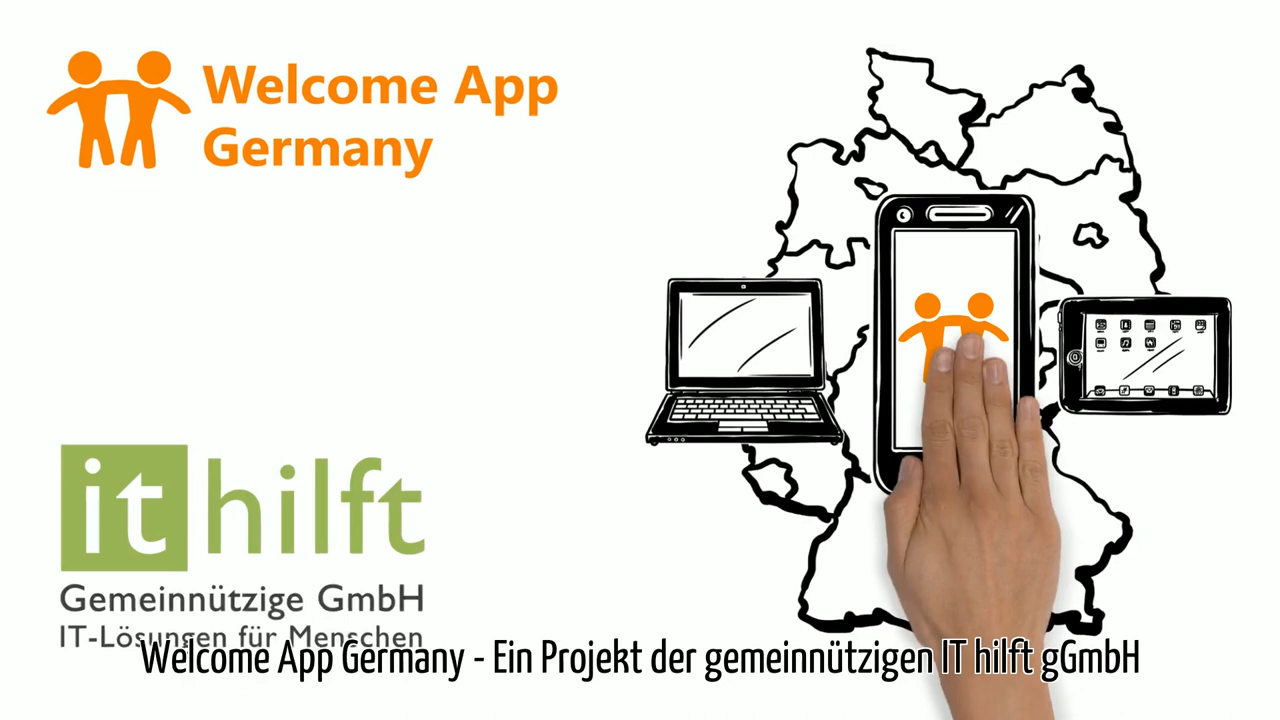 Welcome App
Germany
it hilft
Gemeinnützige GmbH
IT-Lösungen für Menschen
Welcome App Germany - Ein Projekt der gemeinnützigen IT hilft gGmbH